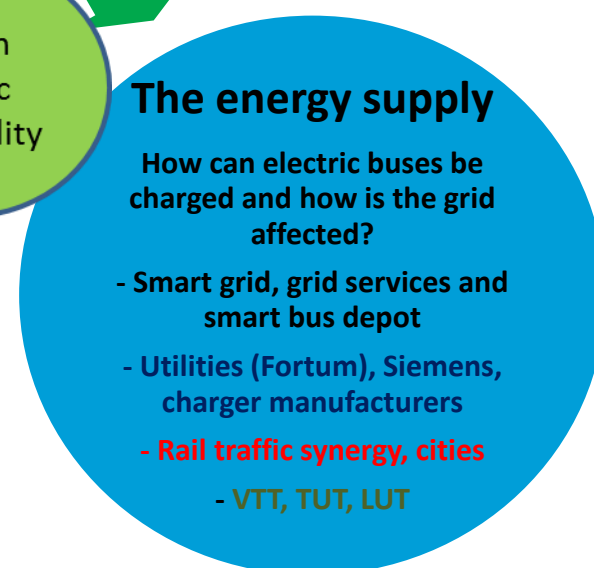 The energy supply
How can electric buses be
charged and how is the grid
affected?
- Smart grid, grid services and
smart bus depot
- Utilities (Fortum), Siemens,
charger manufacturers
- Rail traffic synergy, cities
- VTT, TUT, LUT